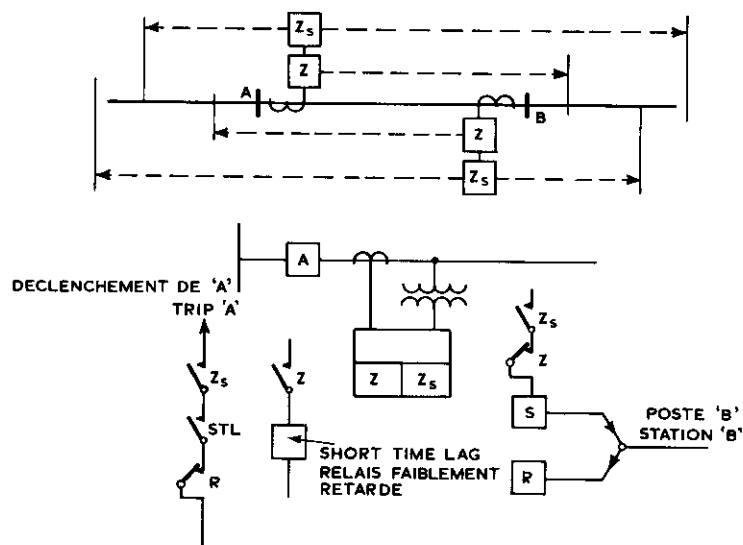 Zs
Z
A
B
Z
Zs
A
DECLENCHEMENT DE 'A'
TRIP 'A'
Zs
Z
Zs
Z
Z
Zs
STL
S
POSTE 'B'
STATION 'B'
SHORT TIME LAG
RELAIS FAIBLEMENT
RETARDE
R
R